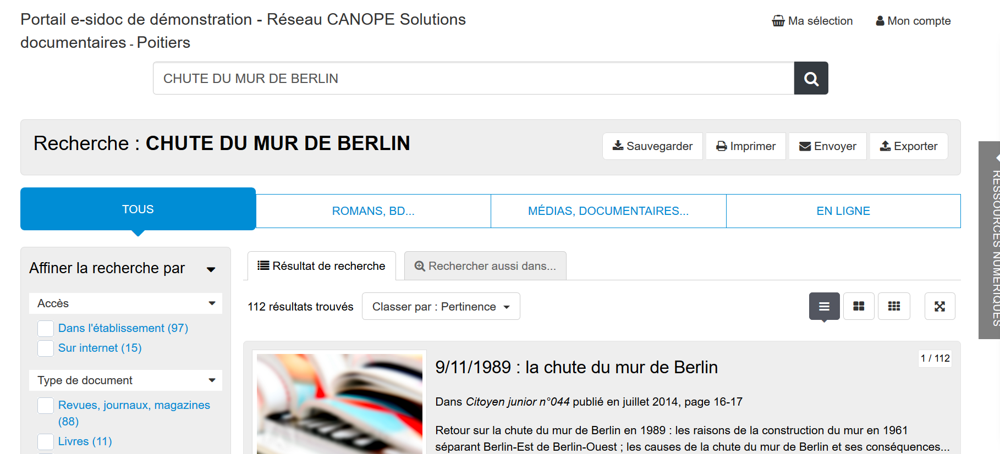 Portail e-sidoc de démonstration - Réseau CANOPE Solutions
documentaires - Poitiers
Ma sélection
Mon compte
CHUTE DU MUR DE BERLIN
Recherche : CHUTE DU MUR DE BERLIN
Sauvegarder
Imprimer
Envoyer
Exporter
TOUS
ROMANS, BD...
MÉDIAS, DOCUMENTAIRES...
EN LIGNE
RESSOURCES NUMERIQUES
Affiner la recherche par
Accès
Dans l'établissement (97)
Sur internet (15)
Type de document
Revues, journaux, magazines
(88)
Livres (11)
Résultat de recherche
Rechercher aussi dans...
112 résultats trouvés
Classer par : Pertinence
9/11/1989 : la chute du mur de Berlin
1 / 112
Dans Citoyen junior n°044 publié en juillet 2014, page 16-17
Retour sur la chute du mur de Berlin en 1989 : les raisons de la construction du mur en 1961
séparant Berlin-Est de Berlin-Ouest ; les causes de la chute du mur de Berlin et ses conséquences...